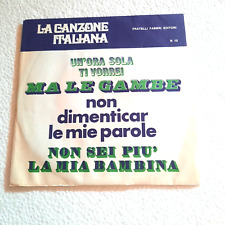 LA CANZONE
ITALIANA
FRATELLI FABBRI EDITORI
UN'ORA SOLA
TI VORREI
MA LE GAMBE
non
dimenticar
le mie parole
NON SEI PIU'
LA MIA BAMBINA